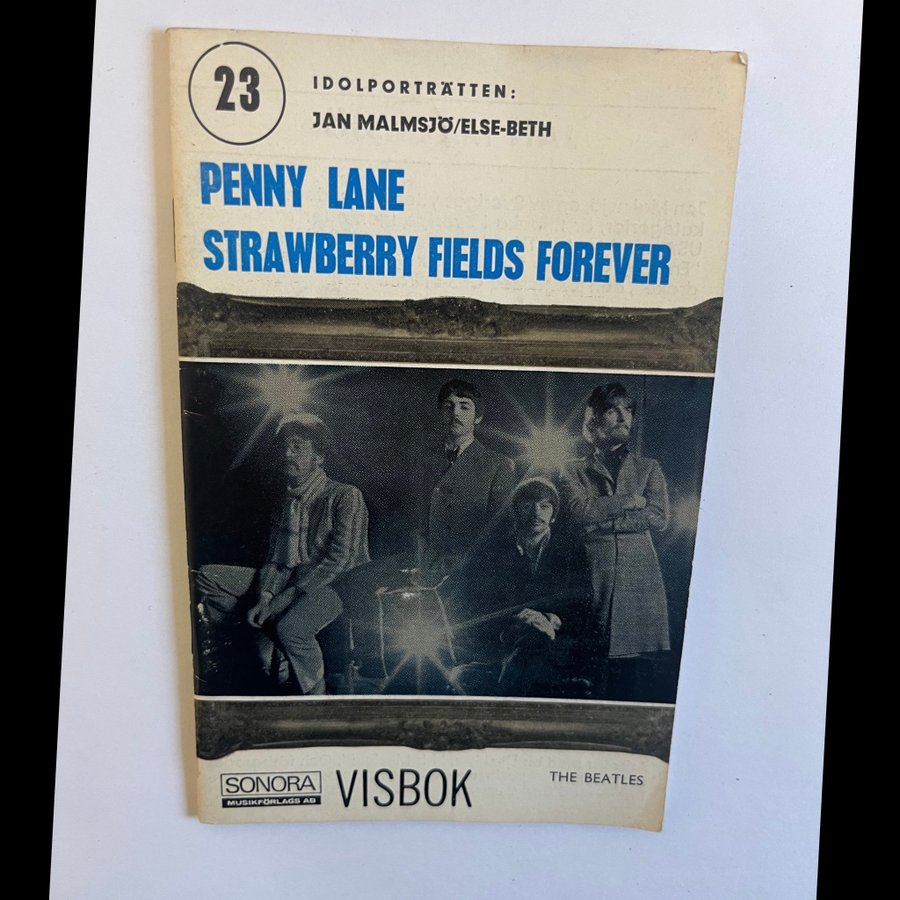 23
IDOLPORTRÄTTEN:
JAN MALMSJÖ/ELSE-BETH
PENNY LANE
STRAWBERRY FIELDS FOREVER
SONORA
MUSIKFÖRLAGS AB
VISBOK
THE BEATLES